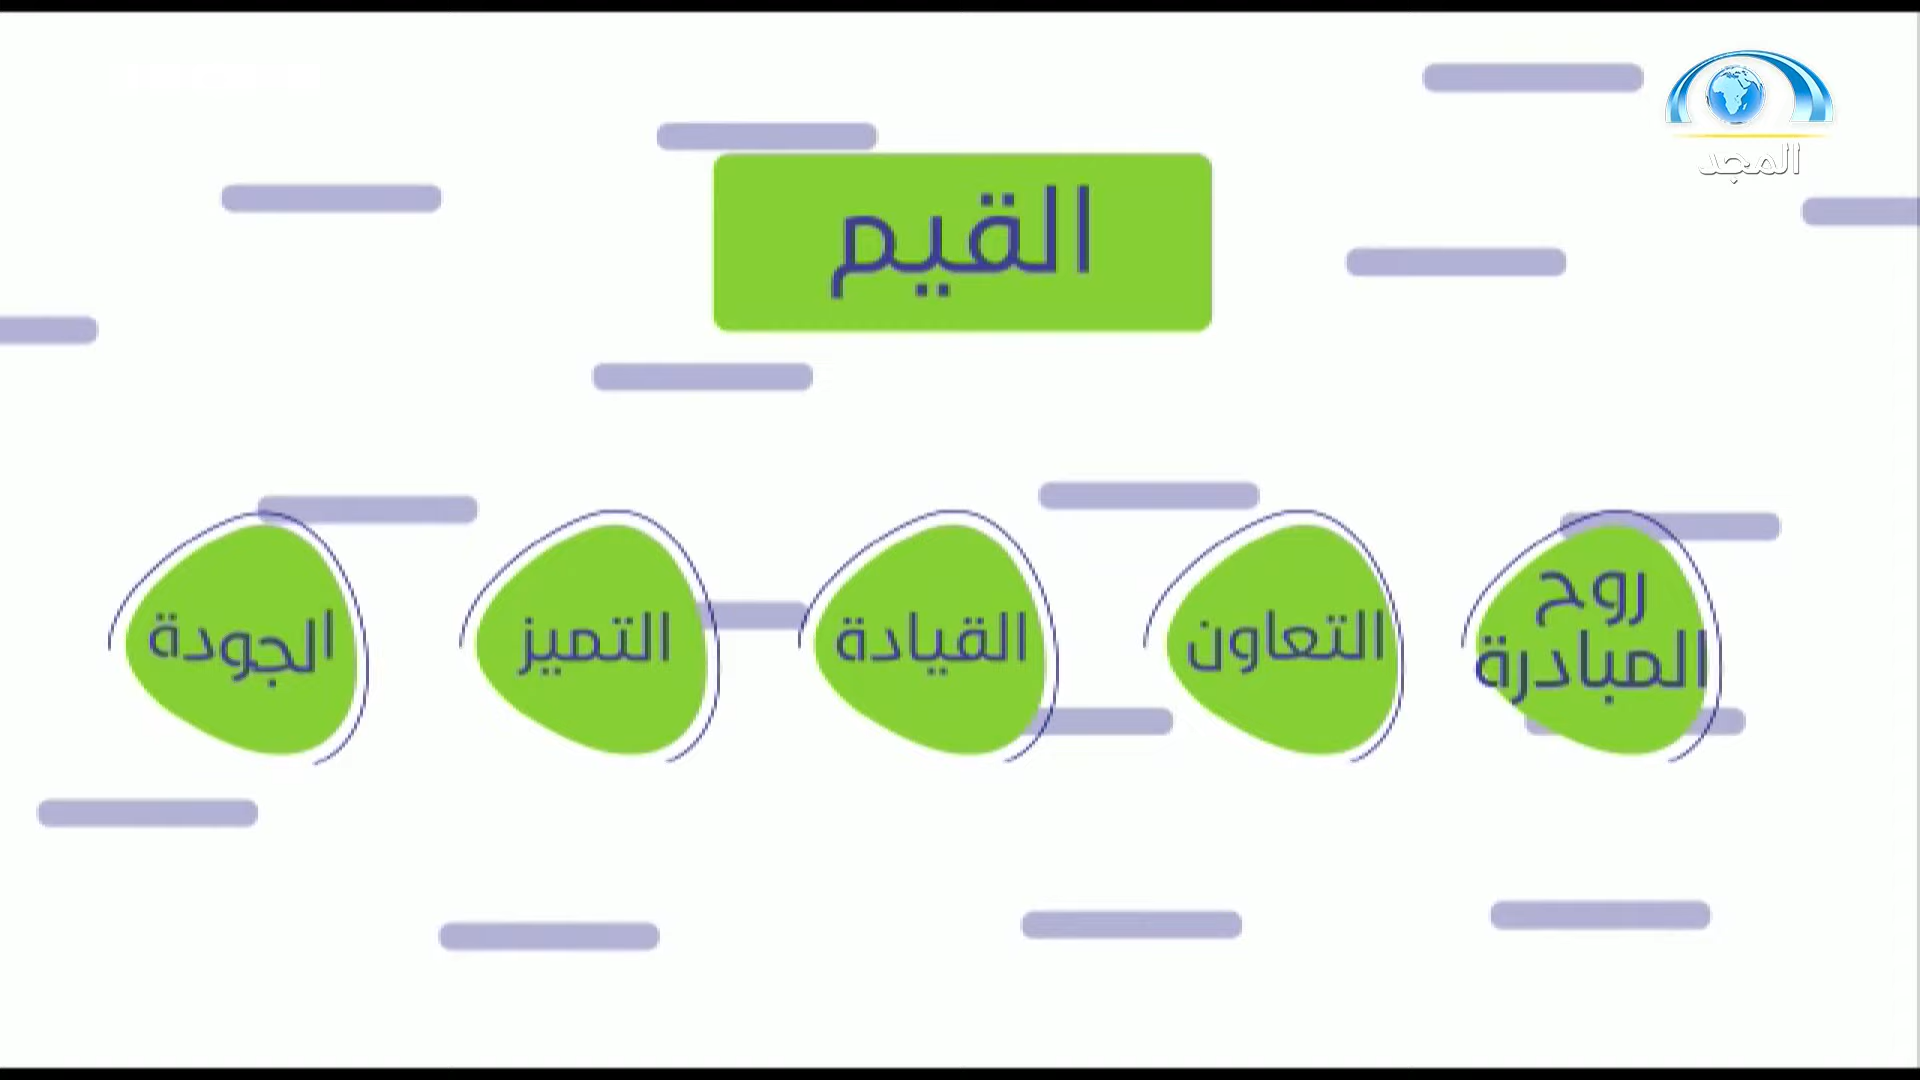 المجد
القيم
روح
المبادرة
التعاون
القيادة
التميز
الجودة